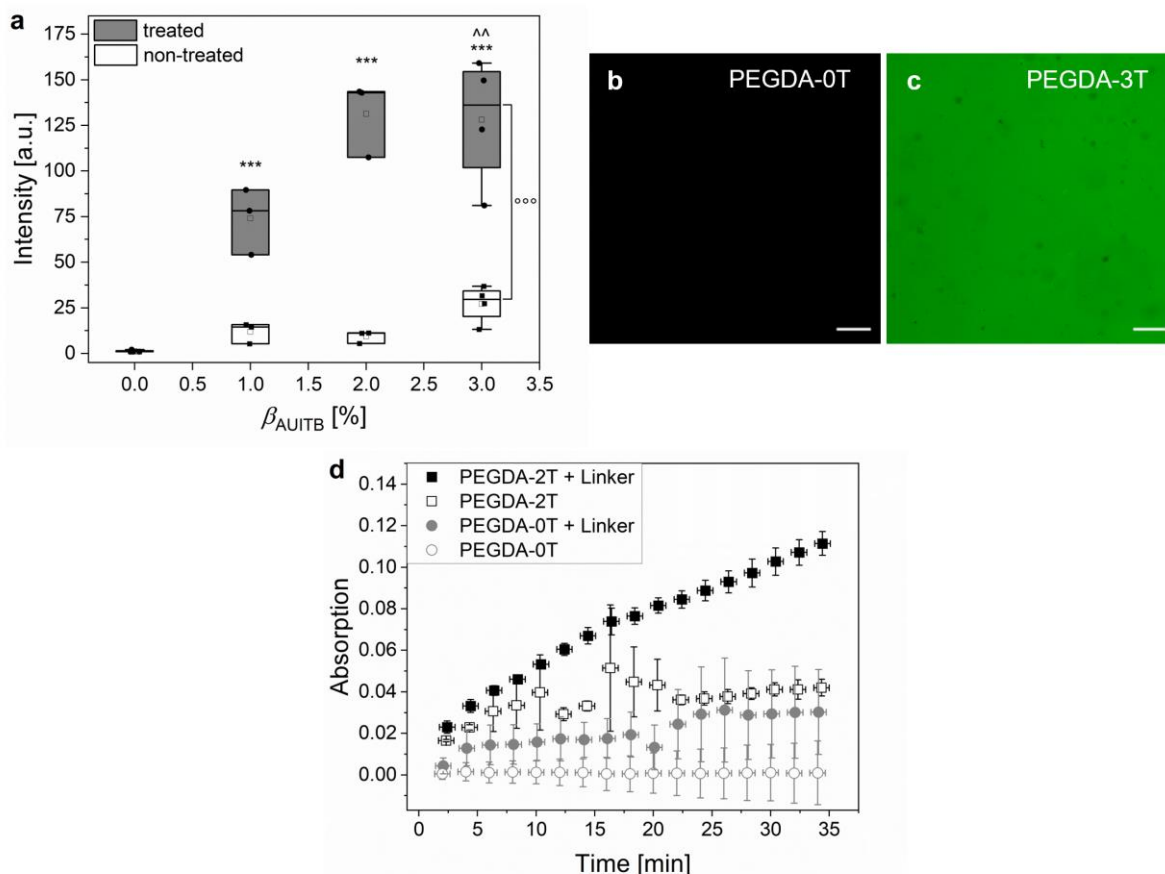 a
175
150
125
100
75
50
25
0
Intensity [a.u.]
treated
non-treated
***
***
^^
***
°°°
0.0 0.5 1.0 1.5 2.0 2.5 3.0 3.5
βAUITB [%]
b PEGDA-0T
c PEGDA-3T
d
0.14
0.12
0.10
0.08
0.06
0.04
0.02
0.00
Absorption
PEGDA-2T + Linker
PEGDA-2T
PEGDA-0T + Linker
PEGDA-0T
0 5 10 15 20 25 30 35
Time [min]